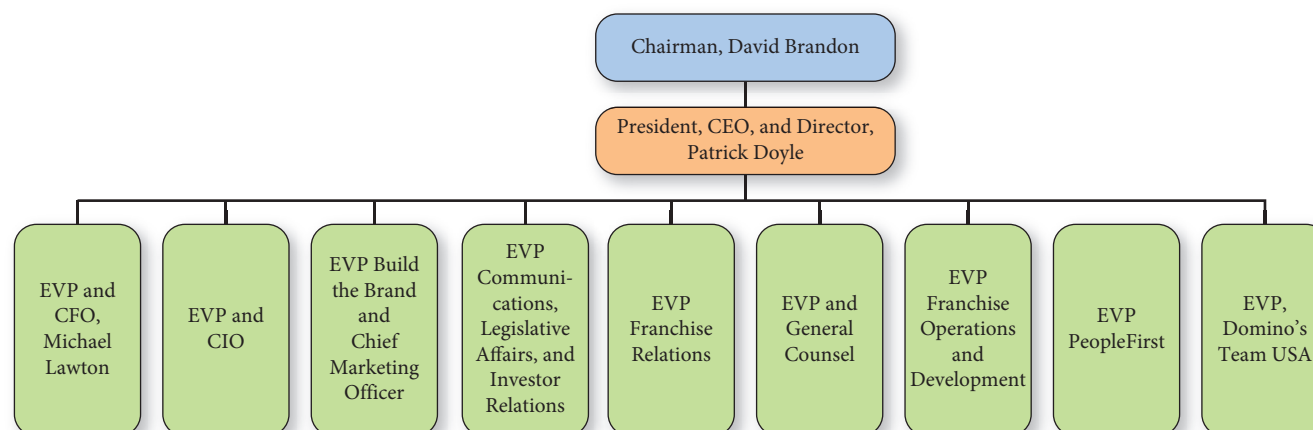 Chairman, David Brandon
President, CEO, and Director,
Patrick Doyle
EVP and
CFO,
Michael
Lawton
EVP and
CIO
EVP Build
the Brand
and
Chief
Marketing
Officer
EVP
Communi-
cations,
Legislative
Affairs, and
Investor
Relations
EVP
Franchise
Relations
EVP and
General
Counsel
EVP
Franchise
Operations
and
Development
EVP
PeopleFirst
EVP,
Domino’s
Team USA